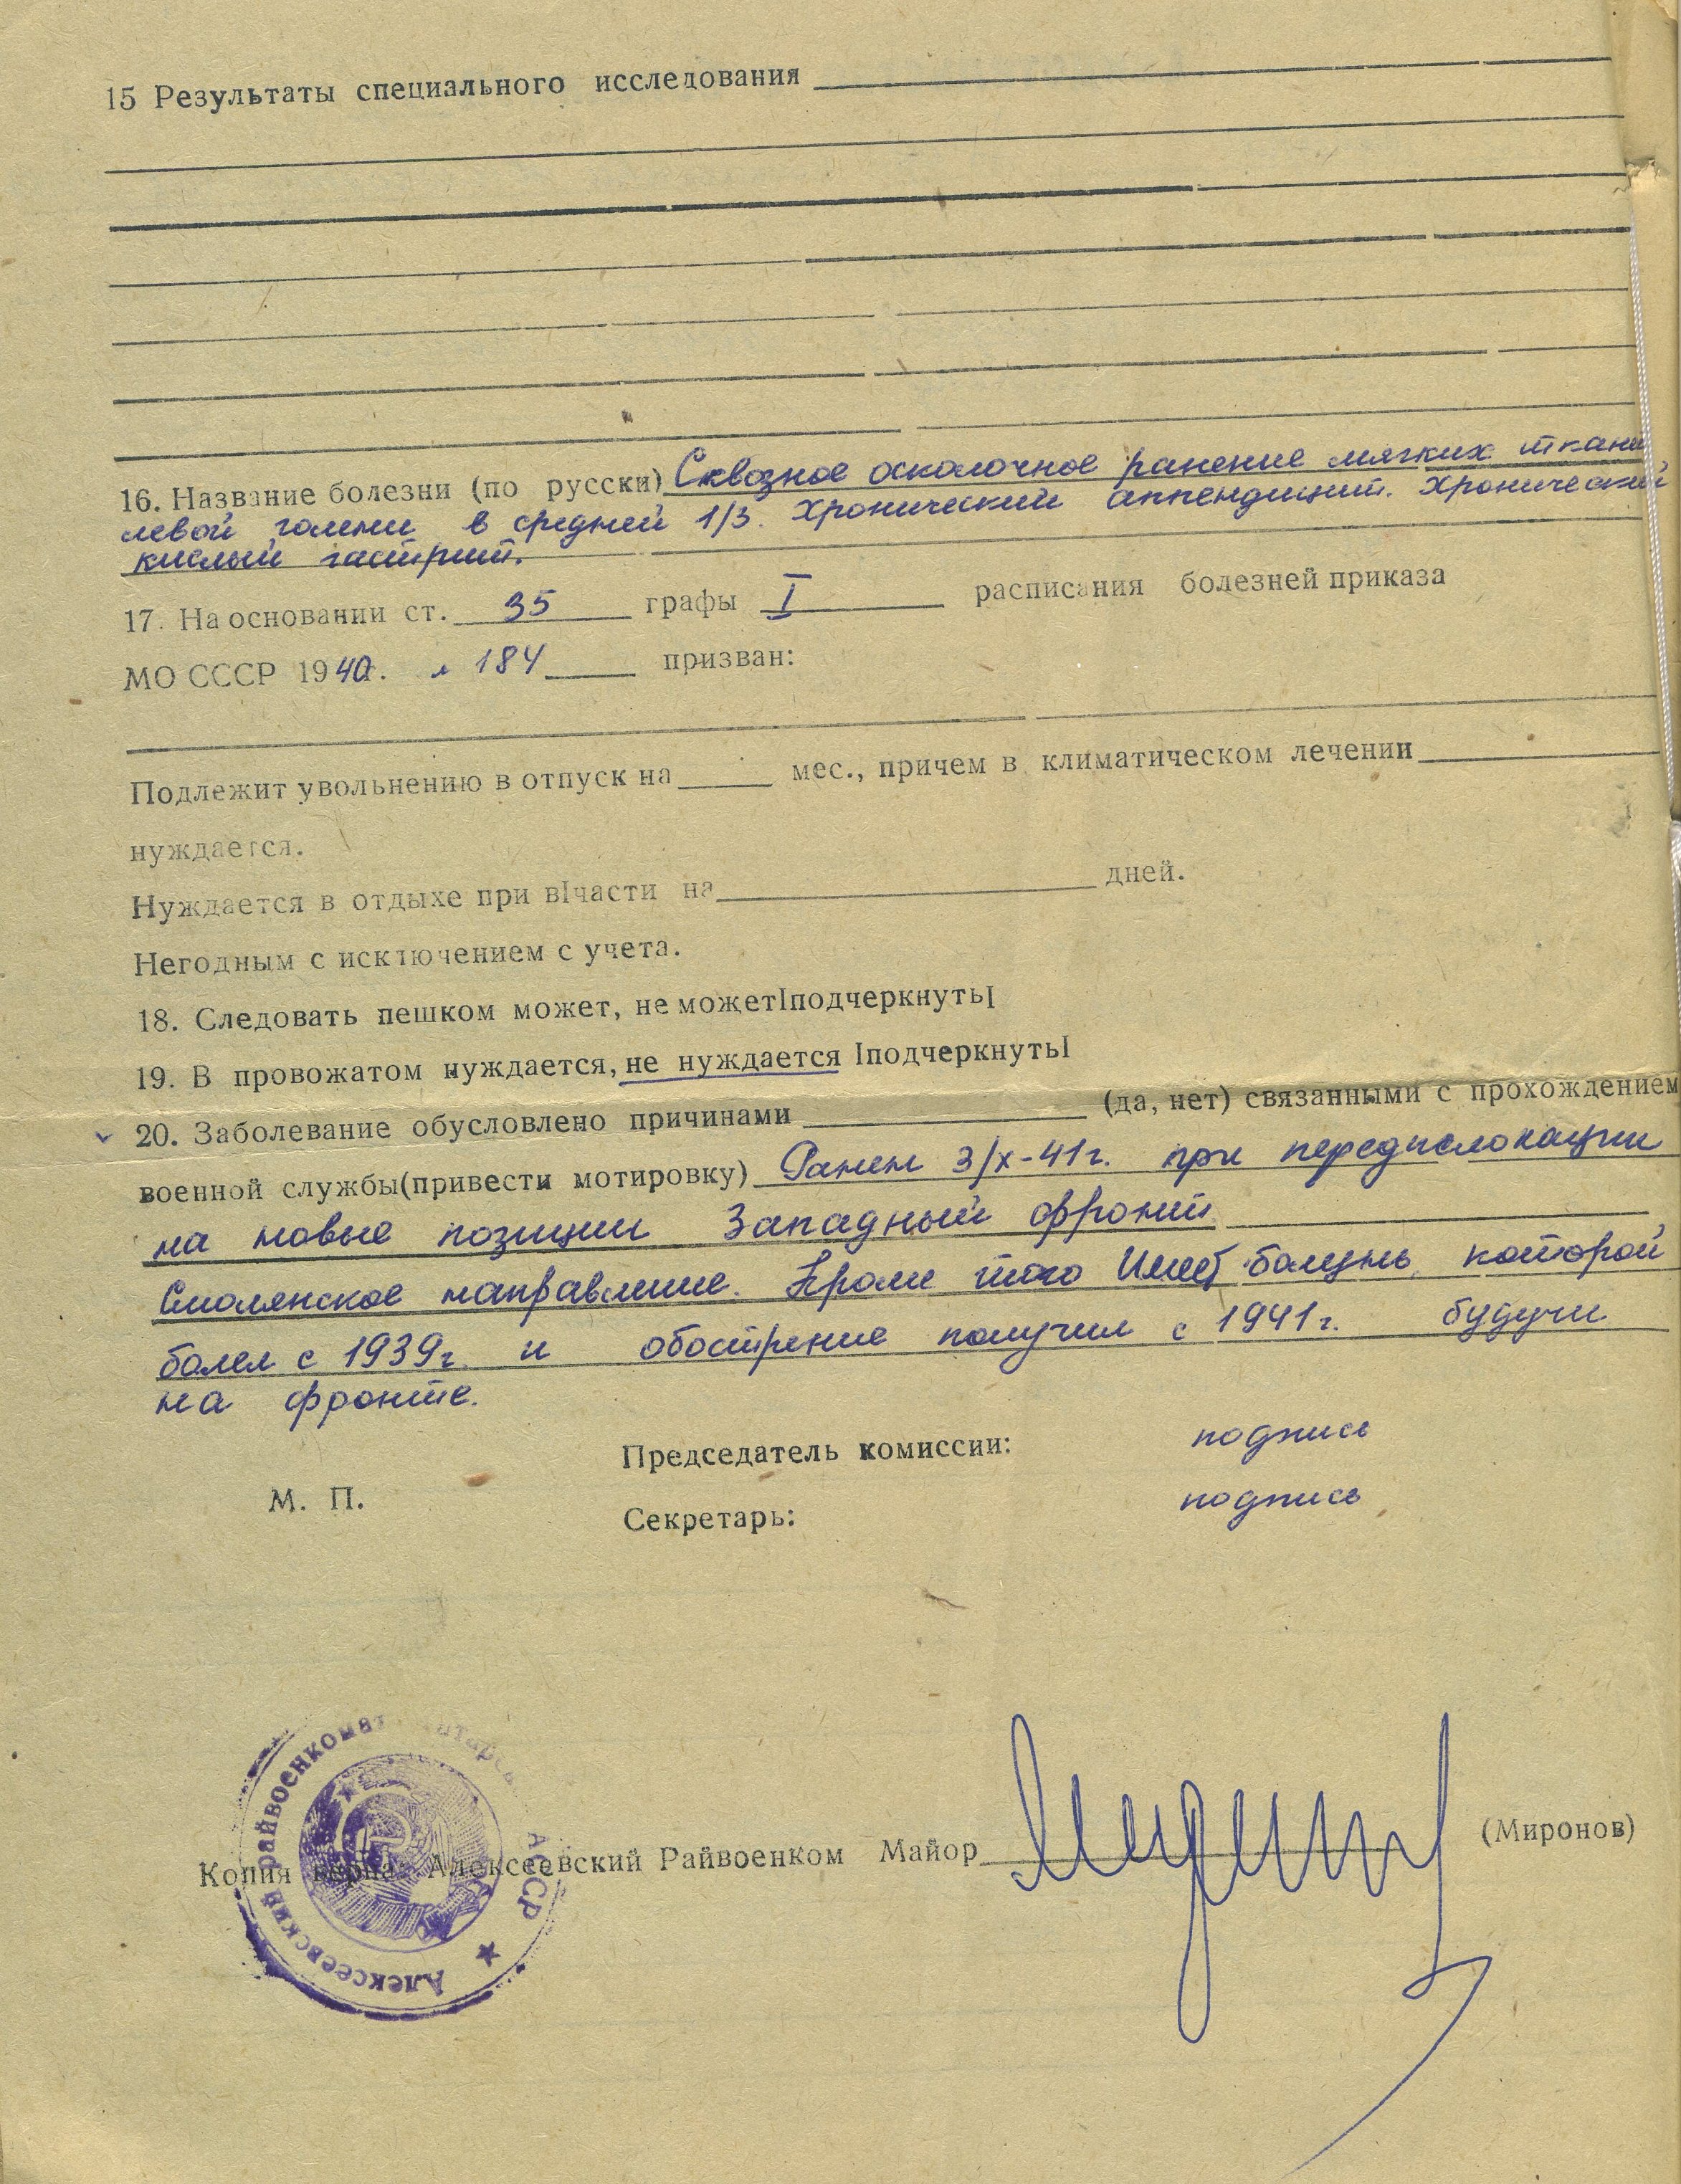 15 Результаты специального исследования
16. Название болезни (по русски) Сквозное осколочное ранение мягких ткани
левой голени в средней 1/3. Хронический аппендицит. Хронический
кислый гастрит.
17. На основании ст. 35 графы I расписания болезней приказа
МО СССР 1940г. 184 призван:
Подлежит увольнению в отпуск на мес., причем в климатическом лечении
нуждается.
Нуждается в отдыхе при в|части на дней.
Негодным с исключением с учета.
18. Следовать пешком может, не может|подчеркнуть|
19. В провожатом нуждается, не нуждается |подчеркнуть|
20. Заболевание обусловлено причинами (да, нет) связанными с прохождением
военной службы(привести мотировку) Ранен 3/х-41г. при передислокации
на новые позиции Западный фронт
Смолянское направление. Кроме того Имеет болезнь, которой
болел с 1939г. и обострение получил с 1941г. будучи
на фронте.
Председатель комиссии: подпись
М. П.
Секретарь: подпись
Алексеевский райвоенкомат АССР
Копия верна: Алексеевский Райвоенком Майор (Миронов)